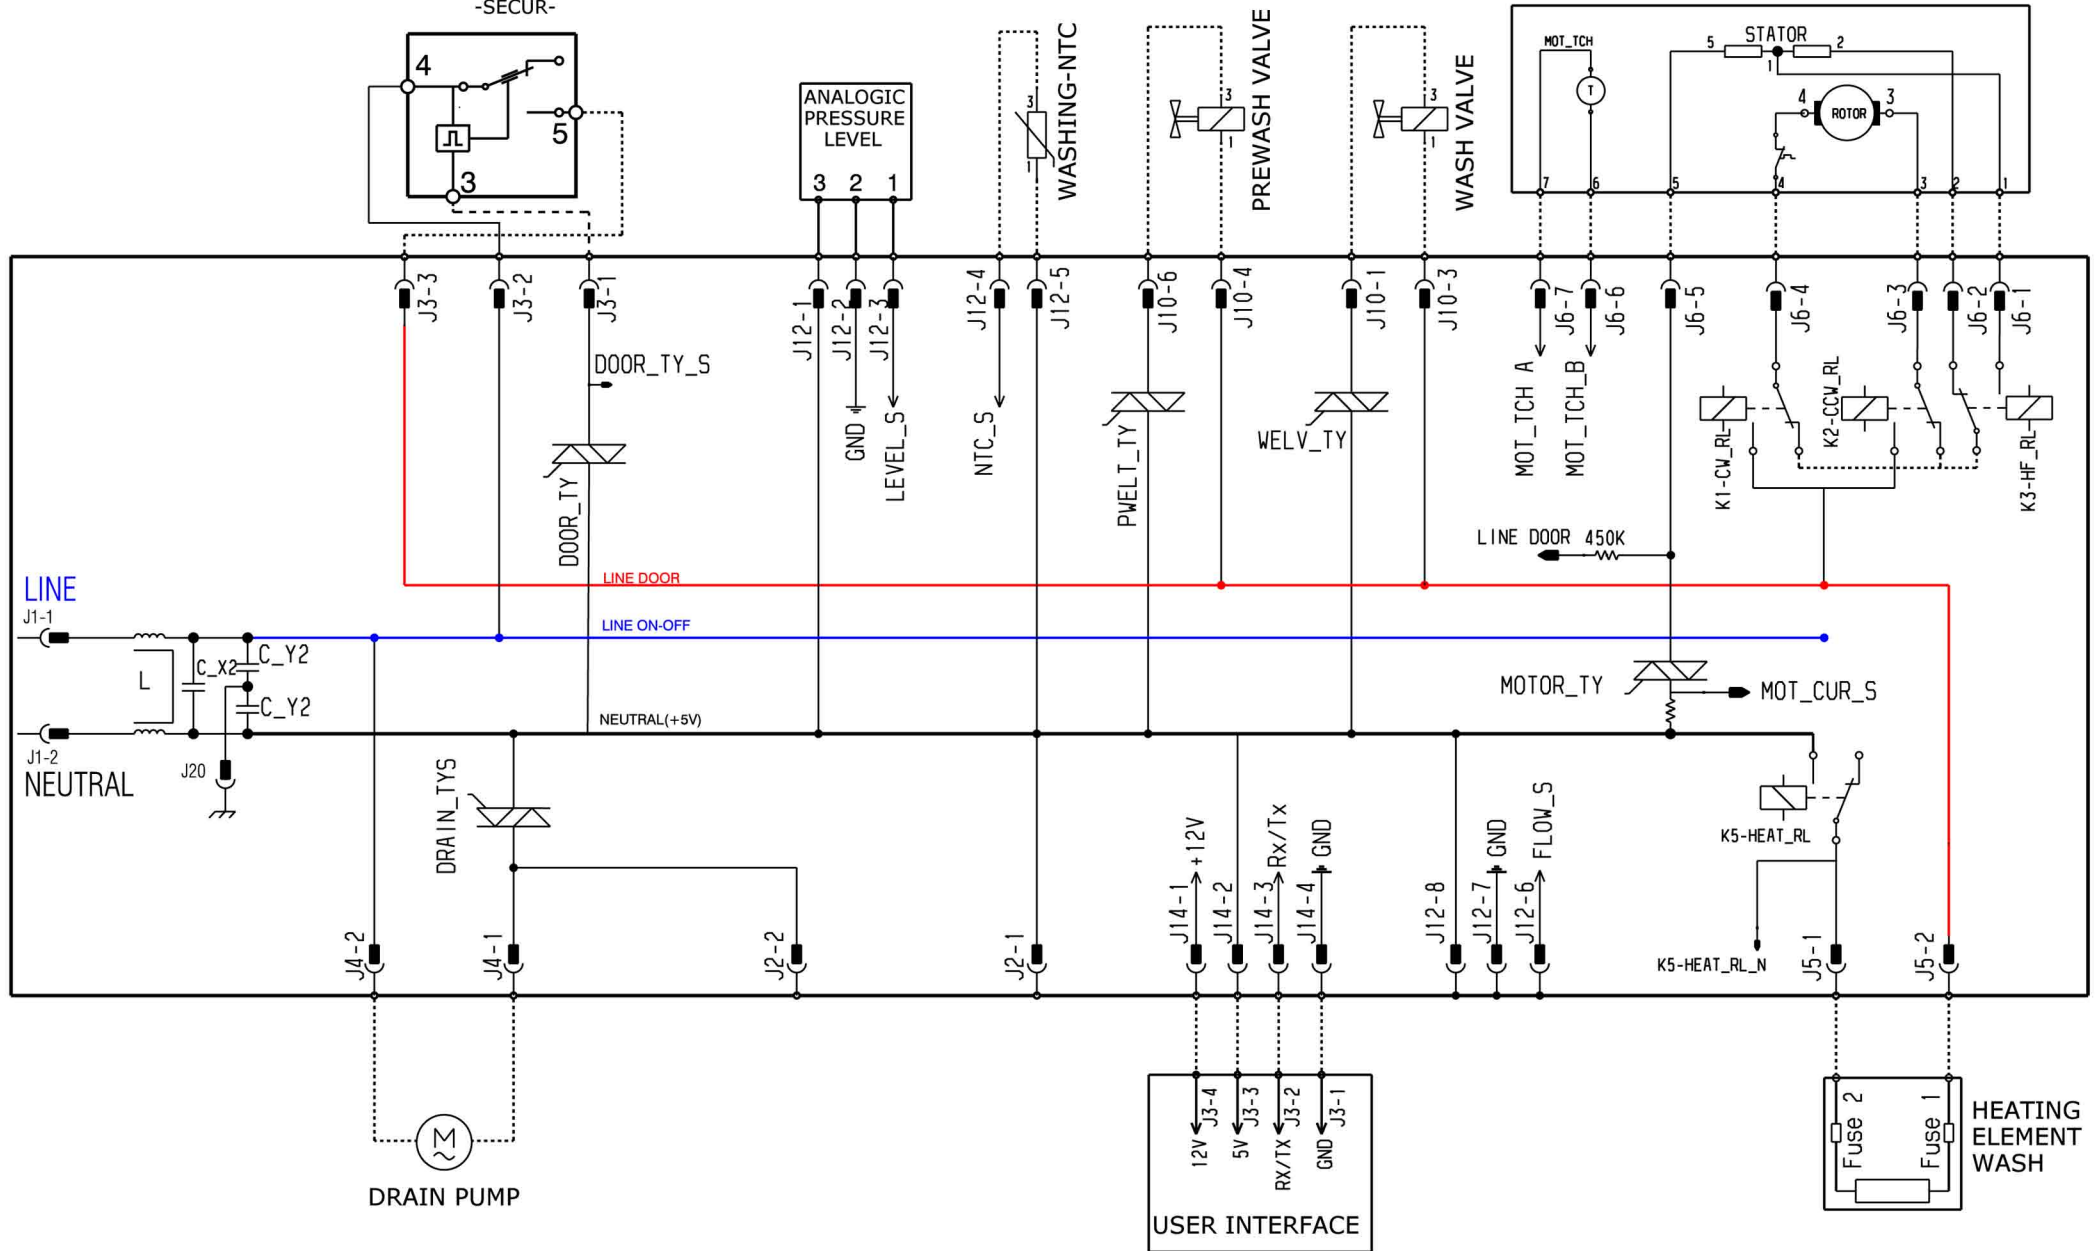 -SECUR-
4
5
3
ANALOGIC
PRESSURE
LEVEL
3 2 1
3
1
WASHING-NTC
3
1
PREWASH VALVE
3
1
WASH VALVE
MOT_TCH
T
STATOR
5
1
2
4
ROTOR
3
7
6
5
4
3
2
1
J3-3
J3-2
J3-1
J12-1
J12-2
J12-3
J12-4
J12-5
J10-6
J10-4
J10-1
J10-3
J6-7
J6-6
J6-5
J6-4
J6-3
J6-2
J6-1
DOOR_TY_S
DOOR_TY
GND
LEVEL_S
NTC_S
PWELT_TY
WELV_TY
MOT_TCH A
MOT_TCH_B
K1-CW_RL
K2-CCW_RL
K3-HF_RL
LINE DOOR 450K
LINE DOOR
LINE
J1-1
LINE ON-OFF
L
C_X2
C_Y2
C_Y2
MOTOR_TY
MOT_CUR_S
NEUTRAL(+5V)
J1-2
NEUTRAL
J20
DRAIN_TYS
+12V
Rx/Tx
GND
GND
FLOW_S
K5-HEAT_RL
K5-HEAT_RL_N
J4-2
J4-1
J2-2
J2-1
J14-1
J14-2
J14-3
J14-4
J12-8
J12-7
J12-6
J5-1
J5-2
M
DRAIN PUMP
J3-4
J3-3
J3-2
J3-1
12V
5V
RX/TX
GND
USER INTERFACE
Fuse 2
Fuse 1
HEATING
ELEMENT
WASH